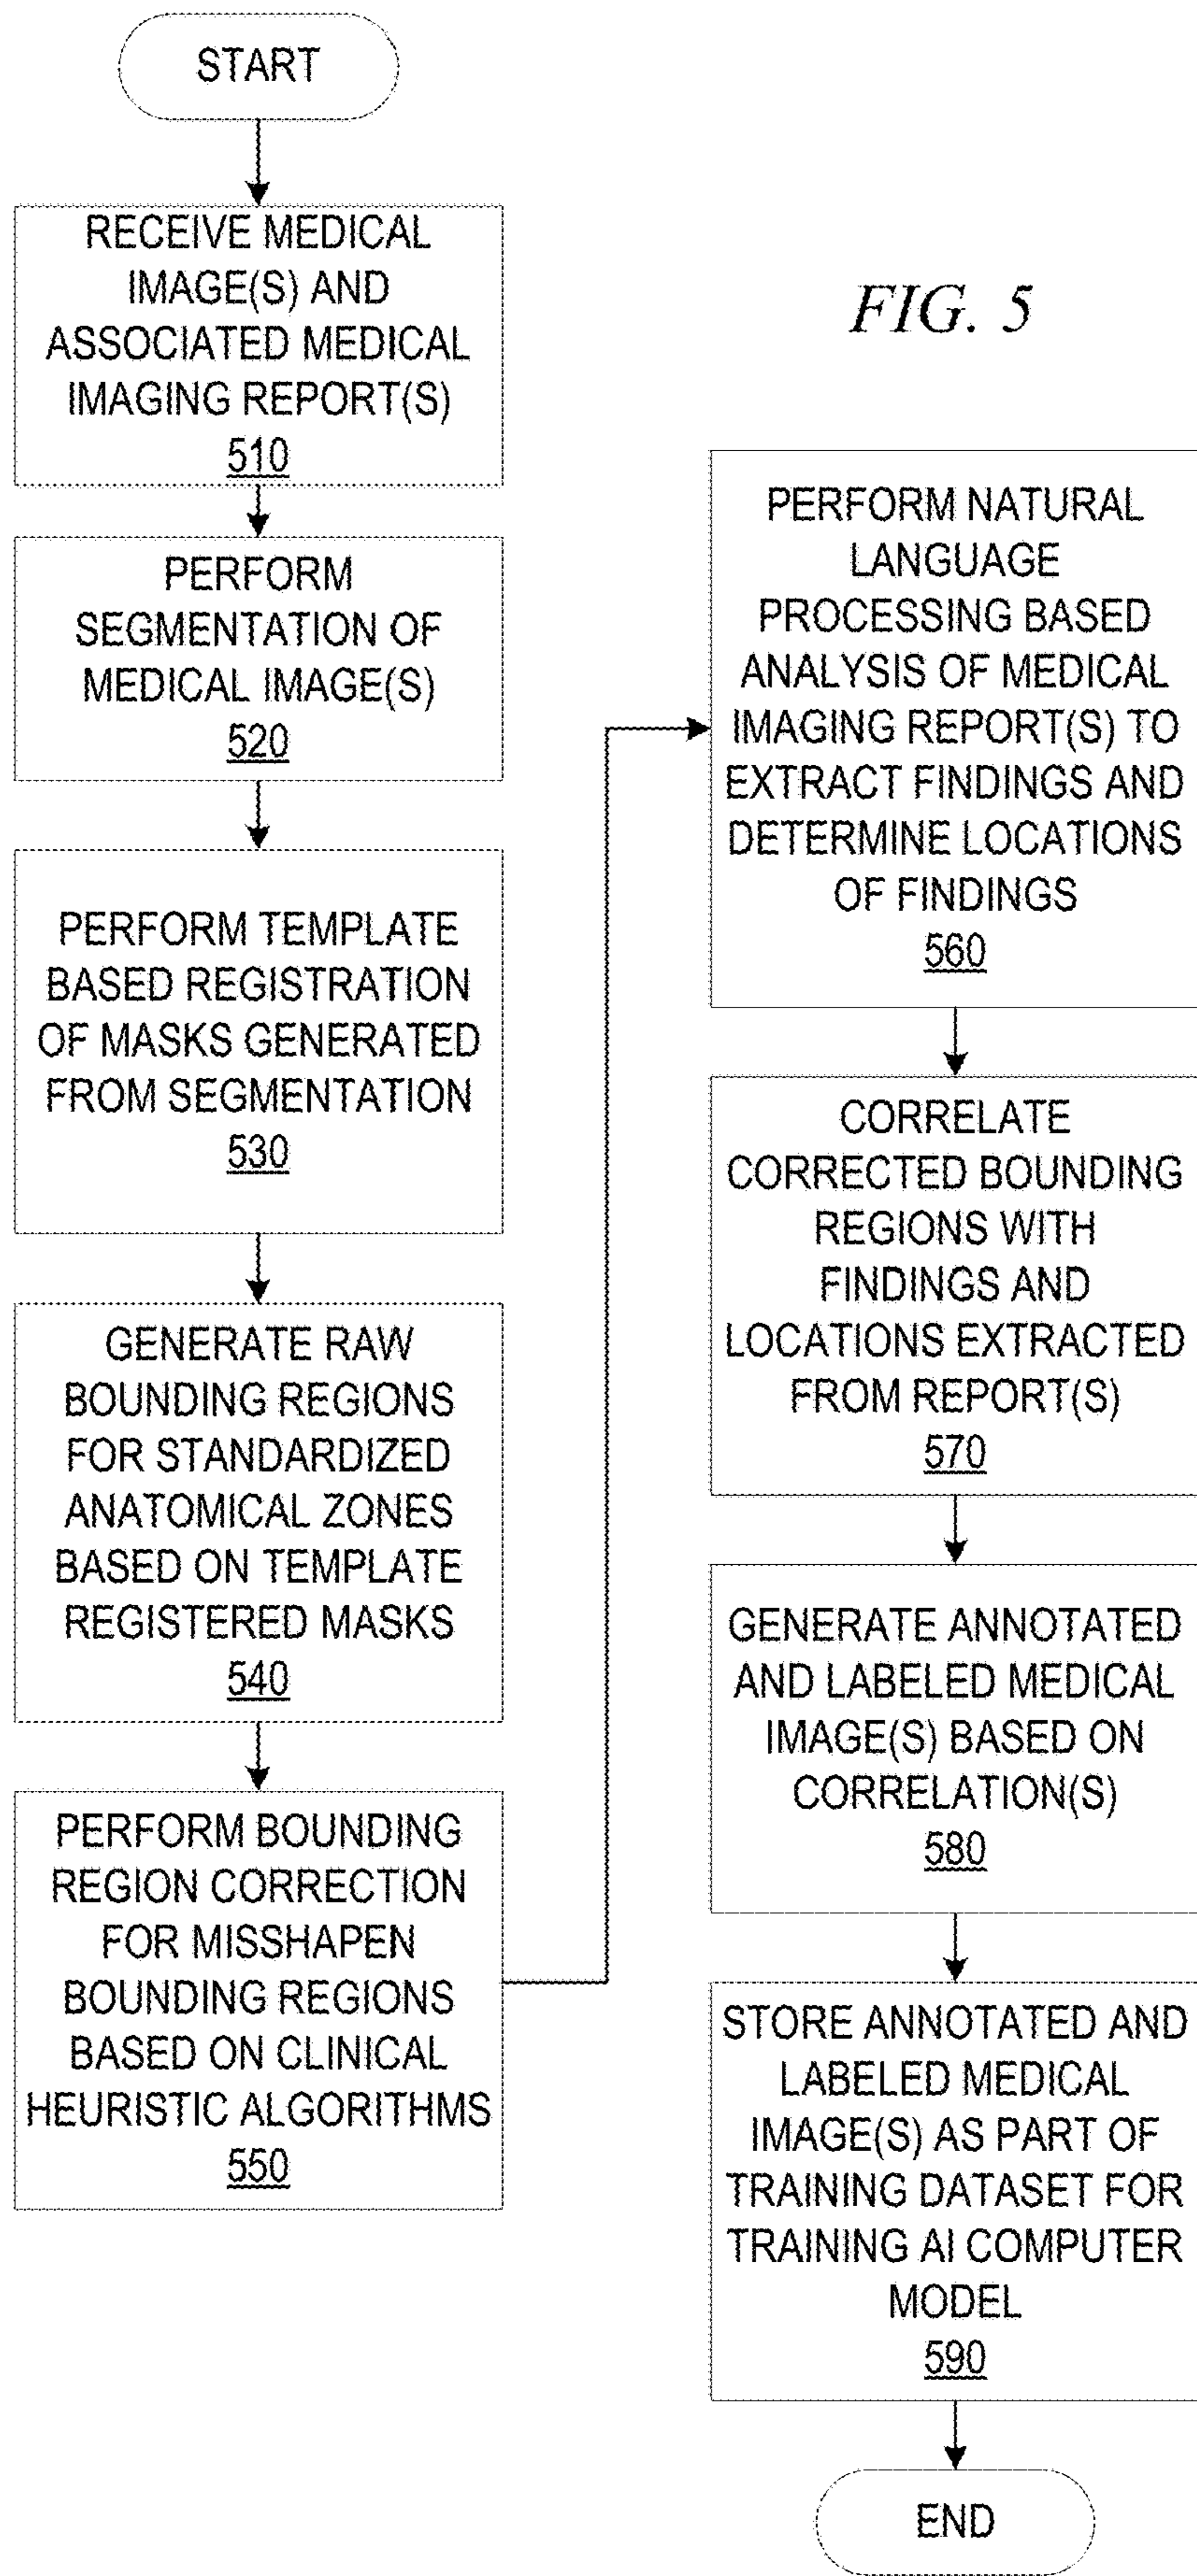 START
RECEIVE MEDICAL
IMAGE(S) AND
ASSOCIATED MEDICAL
IMAGING REPORT(S)
510
PERFORM
SEGMENTATION OF
MEDICAL IMAGE(S)
520
PERFORM TEMPLATE
BASED REGISTRATION
OF MASKS GENERATED
FROM SEGMENTATION
530
GENERATE RAW
BOUNDING REGIONS
FOR STANDARDIZED
ANATOMICAL ZONES
BASED ON TEMPLATE
REGISTERED MASKS
540
PERFORM BOUNDING
REGION CORRECTION
FOR MISSHAPEN
BOUNDING REGIONS
BASED ON CLINICAL
HEURISTIC ALGORITHMS
550
FIG. 5
PERFORM NATURAL
LANGUAGE
PROCESSING BASED
ANALYSIS OF MEDICAL
IMAGING REPORT(S) TO
EXTRACT FINDINGS AND
DETERMINE LOCATIONS
OF FINDINGS
560
CORRELATE
CORRECTED BOUNDING
REGIONS WITH
FINDINGS AND
LOCATIONS EXTRACTED
FROM REPORT(S)
570
GENERATE ANNOTATED
AND LABELED MEDICAL
IMAGE(S) BASED ON
CORRELATION(S)
580
STORE ANNOTATED AND
LABELED MEDICAL
IMAGE(S) AS PART OF
TRAINING DATASET FOR
TRAINING AI COMPUTER
MODEL
590
END